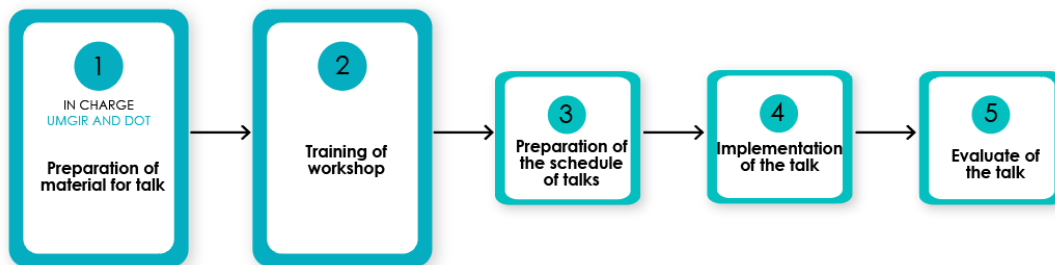 1
IN CHARGE
UMGIR AND DOT
Preparation of
material for talk
2
Training of
workshop
3
Preparation of
the schedule
of talks
4
Implementation
of the talk
5
Evaluate of
the talk